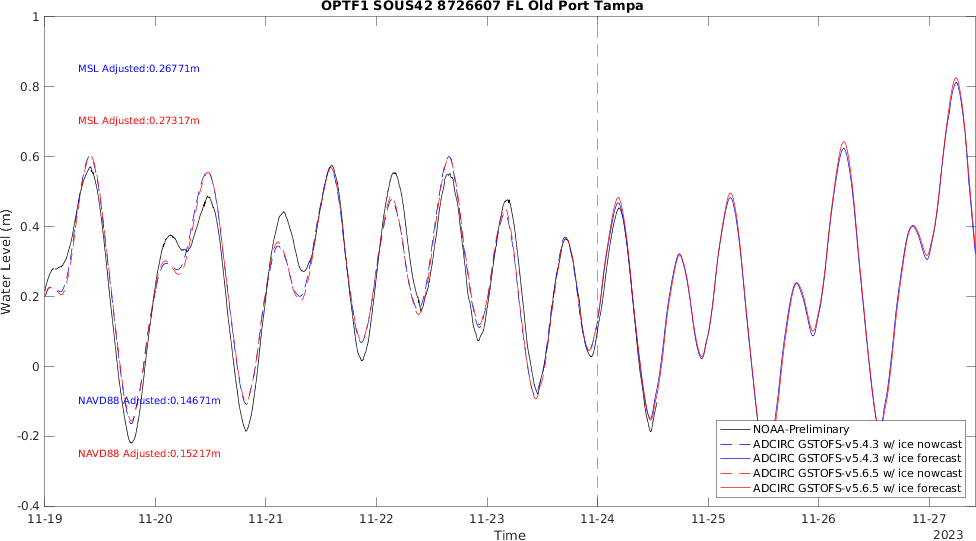 OPTF1 SOUS42 8726607 FL Old Port Tampa
1
0.8
0.6
0.4
0.2
0
-0.2
-0.4
Water Level (m)
MSL Adjusted:0.26771m
MSL Adjusted:0.27317m
NAVD88 Adjusted:0.14671m
NAVD88 Adjusted:0.15217m
NOAA-Preliminary
ADCIRC GSTOFS-v5.4.3 w/ ice nowcast
ADCIRC GSTOFS-v5.4.3 w/ ice forecast
ADCIRC GSTOFS-v5.6.5 w/ ice nowcast
ADCIRC GSTOFS-v5.6.5 w/ ice forecast
11-19 11-20 11-21 11-22 11-23 11-24 11-25 11-26 11-27
Time
2023